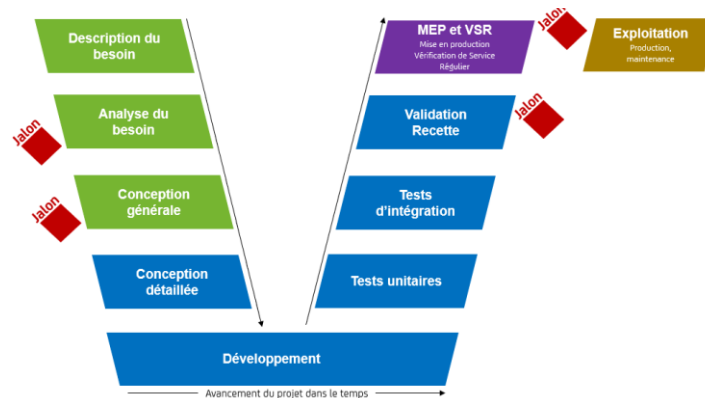 Description du
besoin
Jalon
Analyse du
besoin
Jalon
Conception
générale
Conception
détaillée
Développement
Avancement du projet dans le temps
Tests unitaires
Tests
d'intégration
Validation
Recette
Jalon
MEP et VSR
Mise en production
Vérification de Service
Régulier
Jalon
Exploitation
Production,
maintenance